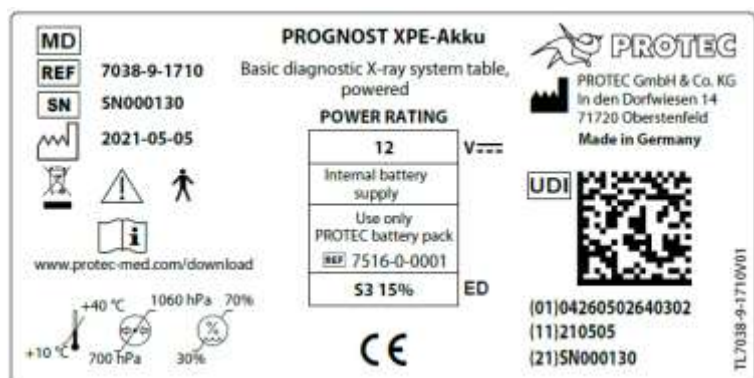 MD
REF 7038-9-1710
SN SN000130
2021-05-05
www.protec-med.com/download
+40 °C
+10 °C
1060 hPa
700 hPa
70%
30%
PROGNOST XPE-Akku
Basic diagnostic X-ray system table,
powered
POWER RATING
12 V
Internal battery
supply
Use only
PROTEC battery pack
REF 7516-0-0001
S3 15% ED
CE
PROTEC
PROTEC GmbH & Co. KG
In den Dorfwiesen 14
71720 Oberstenfeld
Made in Germany
UDI
(01)04260502640302
(11)210505
(21)SN000130
TL7038-9-1710V01